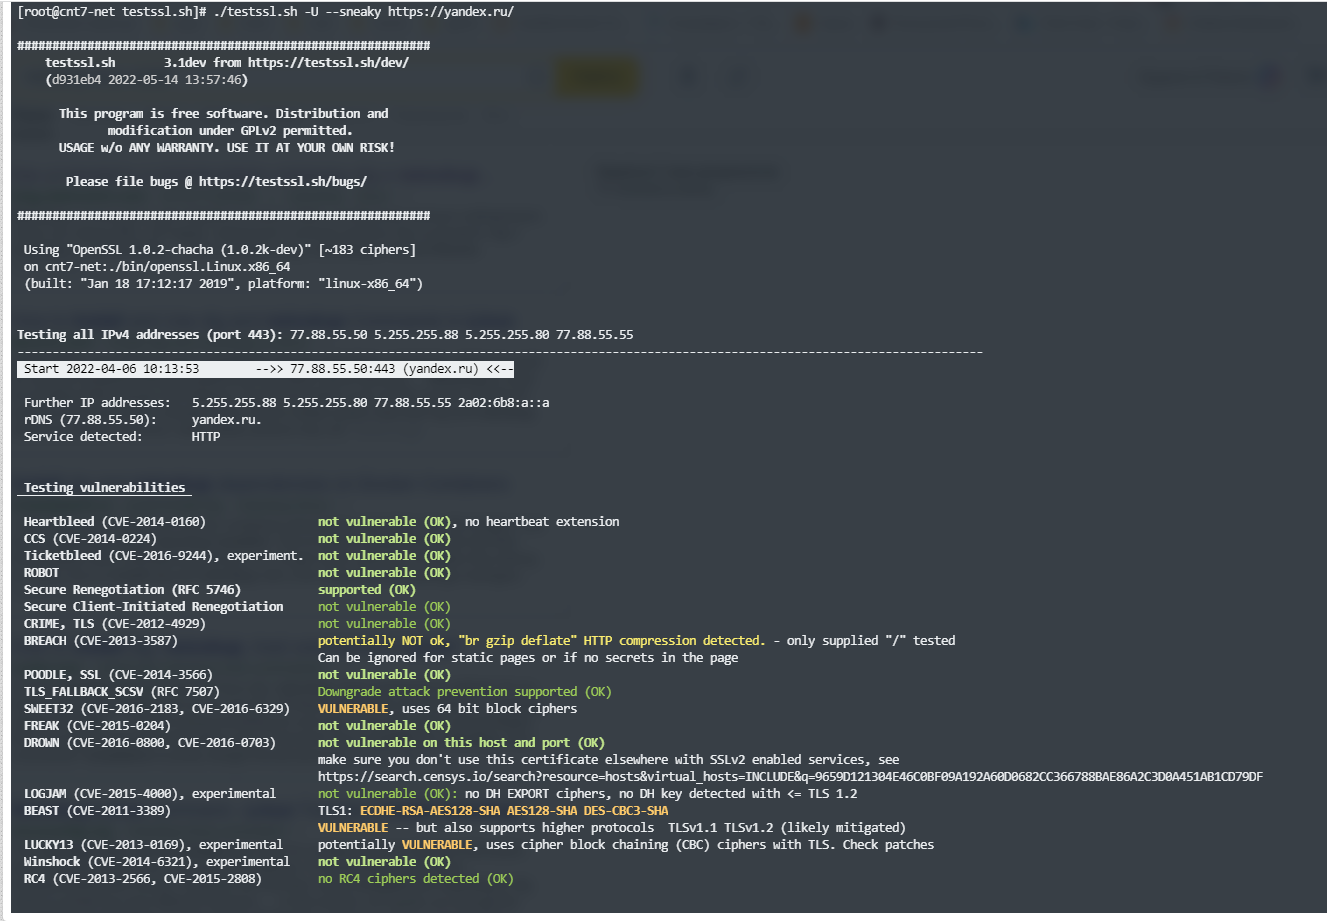 [root@cnt7-net testssl.sh]# ./testssl.sh -U --sneaky https://yandex.ru/
###########################################################
testssl.sh       3.1dev from https://testssl.sh/dev/
(d931eb4 2022-05-14 13:57:46)
This program is free software. Distribution and
modification under GPLv2 permitted.
USAGE w/o ANY WARRANTY. USE IT AT YOUR OWN RISK!
Please file bugs @ https://testssl.sh/bugs/
###########################################################
Using "OpenSSL 1.0.2-chacha (1.0.2k-dev)" [~183 ciphers]
on cnt7-net:./bin/openssl.Linux.x86_64
(built: "Jan 18 17:12:17 2019", platform: "linux-x86_64")
Testing all IPv4 addresses (port 443): 77.88.55.50 5.255.255.88 5.255.255.80 77.88.55.55
------------------------------------------------------------------------------------------------------------------------------------------
Start 2022-04-06 10:13:53        -->> 77.88.55.50:443 (yandex.ru) <<--
Further IP addresses:   5.255.255.88 5.255.255.80 77.88.55.55 2a02:6b8:a::a
rDNS (77.88.55.50):     yandex.ru.
Service detected:       HTTP
Testing vulnerabilities
Heartbleed (CVE-2014-0160)                not vulnerable (OK), no heartbeat extension
CCS (CVE-2014-0224)                       not vulnerable (OK)
Ticketbleed (CVE-2016-9244), experiment.  not vulnerable (OK)
ROBOT                                     not vulnerable (OK)
Secure Renegotiation (RFC 5746)           supported (OK)
Secure Client-Initiated Renegotiation     not vulnerable (OK)
CRIME, TLS (CVE-2012-4929)                not vulnerable (OK)
BREACH (CVE-2013-3587)                    potentially NOT ok, "br gzip deflate" HTTP compression detected. - only supplied "/" tested
Can be ignored for static pages or if no secrets in the page
POODLE, SSL (CVE-2014-3566)               not vulnerable (OK)
TLS_FALLBACK_SCSV (RFC 7507)              Downgrade attack prevention supported (OK)
SWEET32 (CVE-2016-2183, CVE-2016-6329)    VULNERABLE, uses 64 bit block ciphers
FREAK (CVE-2015-0204)                     not vulnerable (OK)
DROWN (CVE-2016-0800, CVE-2016-0703)      not vulnerable on this host and port (OK)
make sure you don't use this certificate elsewhere with SSLv2 enabled services, see
https://search.censys.io/search?resource=hosts&virtual_hosts=INCLUDE&q=9659D121304E46C0BF09A192A60D0682CC366788BAE86A2C3D0A451AB1CD79DF
LOGJAM (CVE-2015-4000), experimental      not vulnerable (OK): no DH EXPORT ciphers, no DH key detected with <= TLS 1.2
BEAST (CVE-2011-3389)                     TLS1: ECDHE-RSA-AES128-SHA AES128-SHA DES-CBC3-SHA
VULNERABLE -- but also supports higher protocols  TLSv1.1 TLSv1.2 (likely mitigated)
LUCKY13 (CVE-2013-0169), experimental     potentially VULNERABLE, uses cipher block chaining (CBC) ciphers with TLS. Check patches
Winshock (CVE-2014-6321), experimental    not vulnerable (OK)
RC4 (CVE-2013-2566, CVE-2015-2808)        no RC4 ciphers detected (OK)